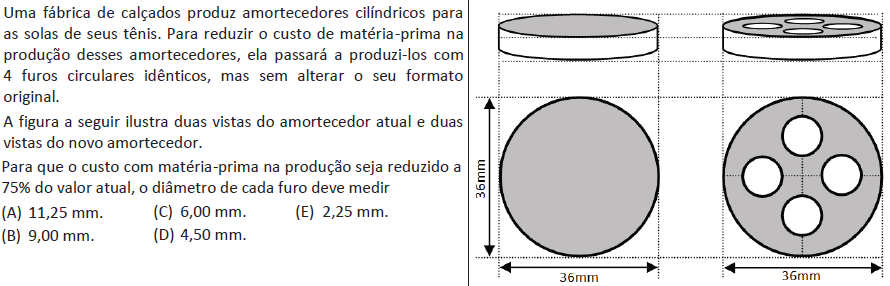 Uma fábrica de calçados produz amortecedores cilíndricos para
as solas de seus tênis. Para reduzir o custo de matéria-prima na
produção desses amortecedores, ela passará a produzi-los com
4 furos circulares idênticos, mas sem alterar o seu formato
original.
A figura a seguir ilustra duas vistas do amortecedor atual e duas
vistas do novo amortecedor.
Para que o custo com matéria-prima na produção seja reduzido a
75% do valor atual, o diâmetro de cada furo deve medir
(A) 11,25 mm. (C) 6,00 mm. (E) 2,25 mm.
(B) 9,00 mm. (D) 4,50 mm.
36mm
36mm
36mm